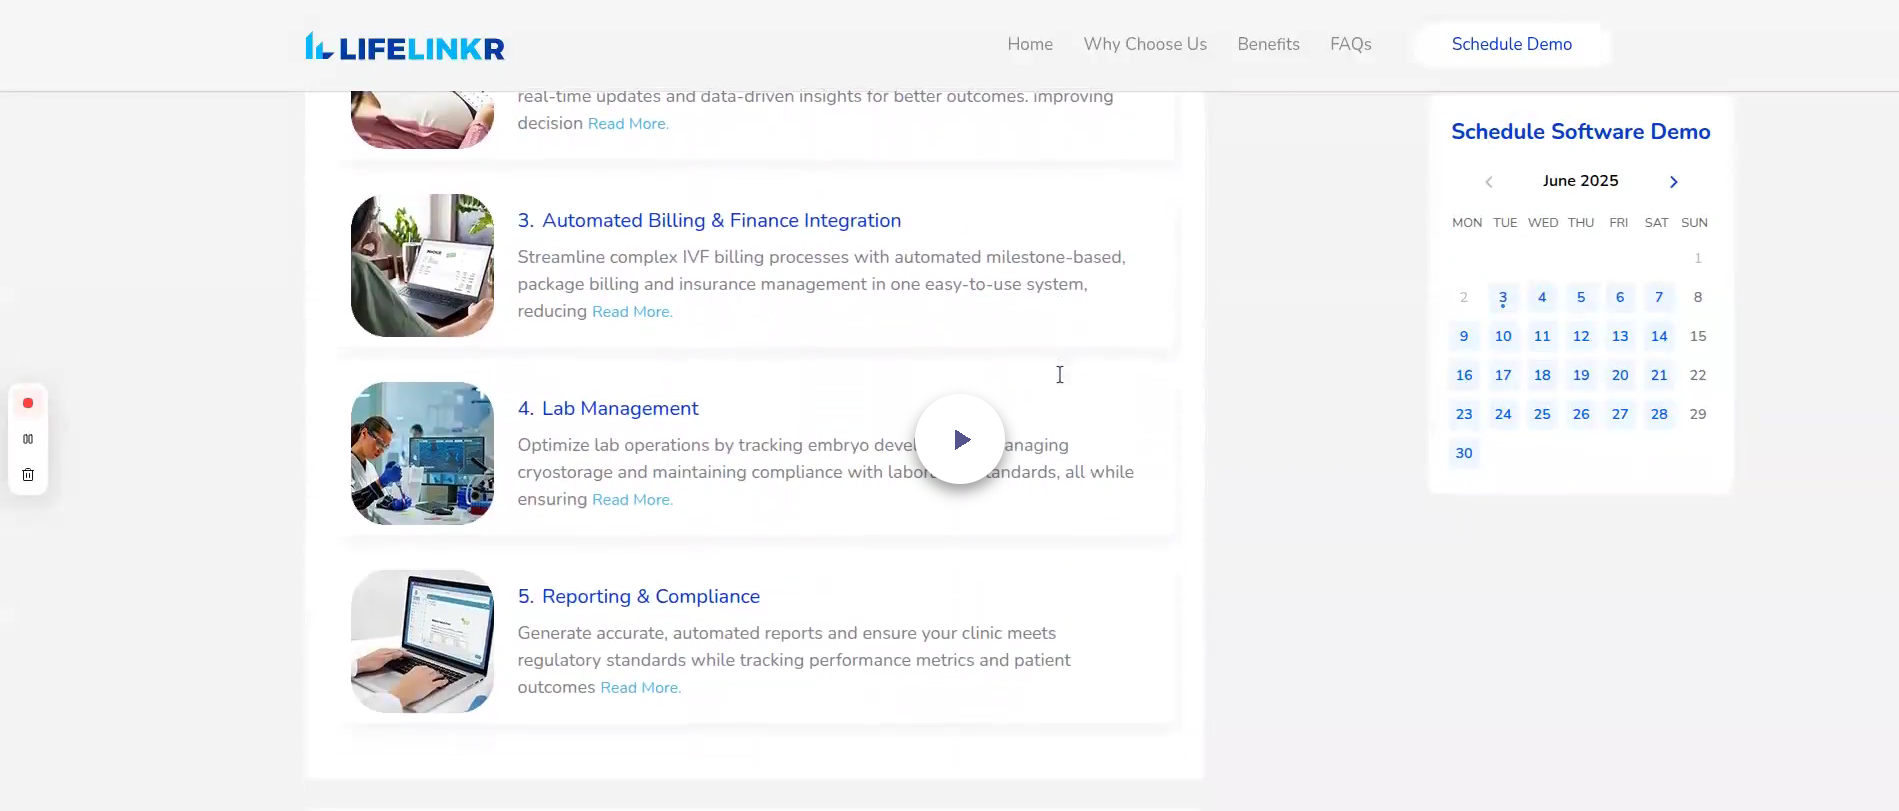 LIFELINKR
Home Why Choose Us Benefits FAQs Schedule Demo
real-time updates and data-driven insights for better outcomes. improving
decision Read More.
3. Automated Billing & Finance Integration
Streamline complex IVF billing processes with automated milestone-based,
package billing and insurance management in one easy-to-use system,
reducing Read More.
4. Lab Management
Optimize lab operations by tracking embryo
cryostorage and maintaining compliance with all while
ensuring Read More.
5. Reporting & Compliance
Generate accurate, automated reports and ensure your clinic meets
regulatory standards while tracking performance metrics and patient
outcomes Read More.
Schedule Software Demo
June 2025
MON TUE WED THU FRI SAT SUN
1
2 3 4 5 6 7 8
9 10 11 12 13 14 15
16 17 18 19 20 21 22
23 24 25 26 27 28 29
30